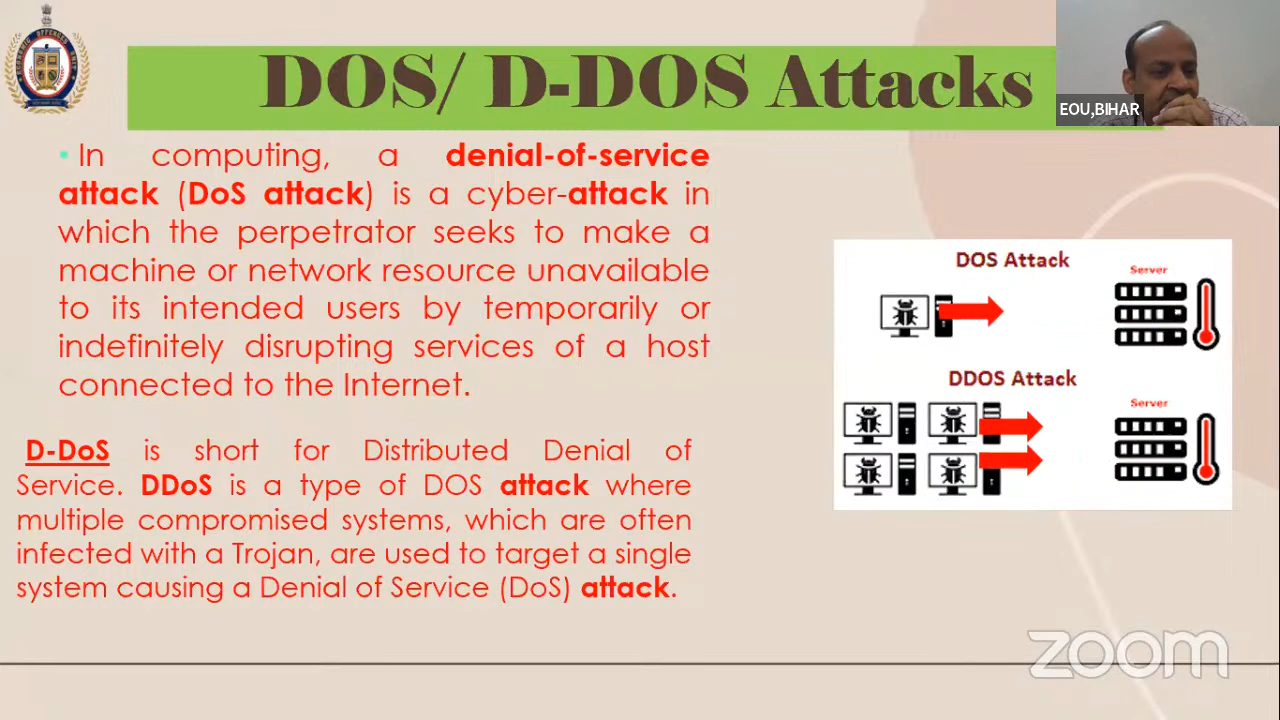 DOS/ D-DOS Attacks
EOU,BIHAR
In computing, a denial-of-service
attack (DoS attack) is a cyber-attack in
which the perpetrator seeks to make a
machine or network resource unavailable
to its intended users by temporarily or
indefinitely disrupting services of a host
connected to the Internet.
D-DoS is short for Distributed Denial of
Service. DDoS is a type of DOS attack where
multiple compromised systems, which are often
infected with a Trojan, are used to target a single
system causing a Denial of Service (DoS) attack.
DOS Attack
Server
DDOS Attack
Server
zoom